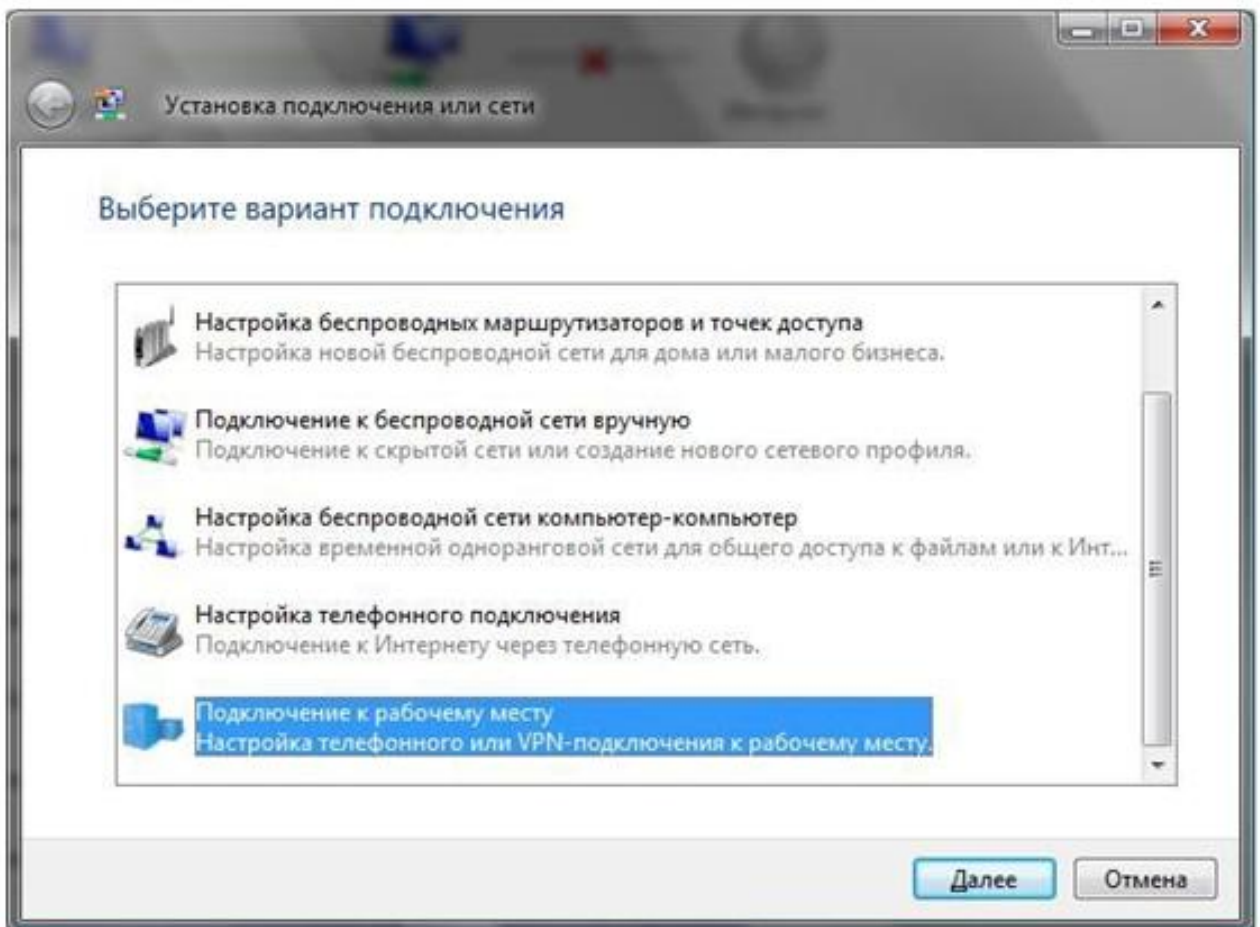 Установка подключения или сети
Выберите вариант подключения
Настройка беспроводных маршрутизаторов и точек доступа
Настройка новой беспроводной сети для дома или малого бизнеса.
Подключение к беспроводной сети вручную
Подключение к скрытой сети или создание нового сетевого профиля.
Настройка беспроводной сети компьютер-компьютер
Настройка временной одноранговой сети для общего доступа к файлам или к Инт...
Настройка телефонного подключения
Подключение к Интернету через телефонную сеть.
Подключение к рабочему месту
Настройка телефонного или VPN-подключения к рабочему месту.
Далее
Отмена